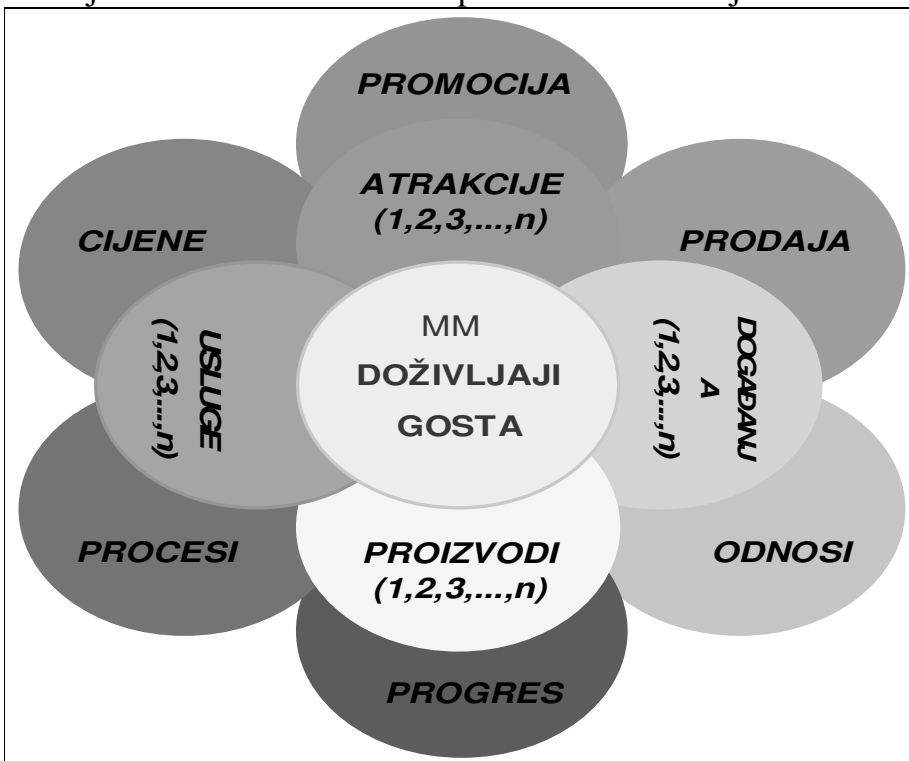 PROMOCIJA
ATRAKCIJE
(1,2,3,...,n)
CIJENE
PRODAJA
USLUGE
(1,2,3,...,n)
MM
DOŽIVLJAJI
GOSTA
DOGAĐANJ
A
(1,2,3,...,n)
PROCESI
PROIZVODI
(1,2,3,...,n)
ODNOSI
PROGRES